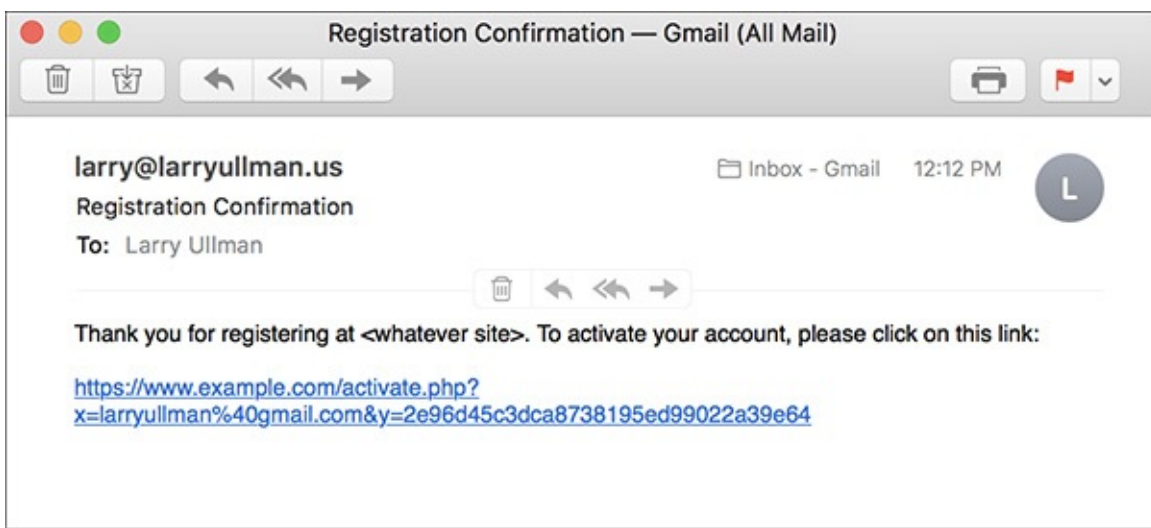 Registration Confirmation — Gmail (All Mail)
larry@larryullman.us
Inbox - Gmail 12:12 PM
L
Registration Confirmation
To: Larry Ullman
Thank you for registering at <whatever site>. To activate your account, please click on this link:
https://www.example.com/activate.php?
x=larryullman%40gmail.com&y=2e96d45c3dca8738195ed99022a39e64